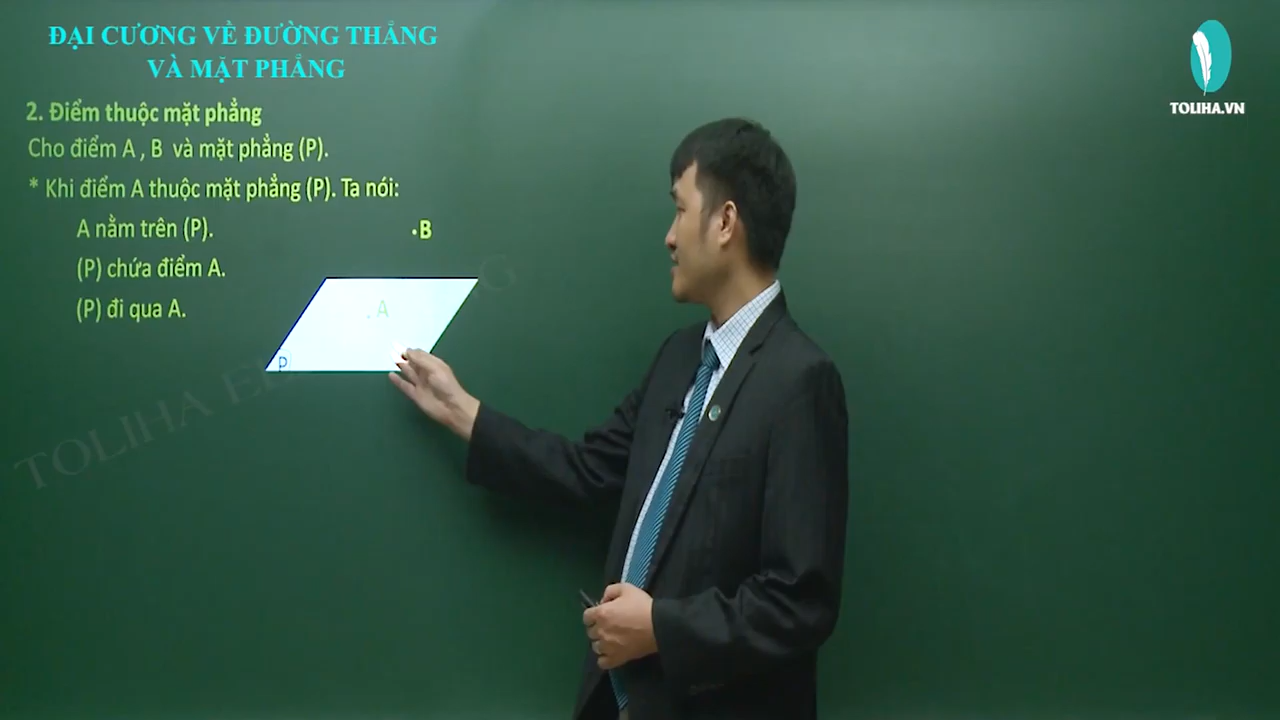 ĐẠI CƯƠNG VỀ ĐƯỜNG THẲNG
VÀ MẶT PHẲNG
TOLIHA.VN
2. Điểm thuộc mặt phẳng
Cho điểm A , B và mặt phẳng (P).
* Khi điểm A thuộc mặt phẳng (P). Ta nói:
A nằm trên (P).
.B
(P) chứa điểm A.
(P) đi qua A.
.A
P
TOLIHA